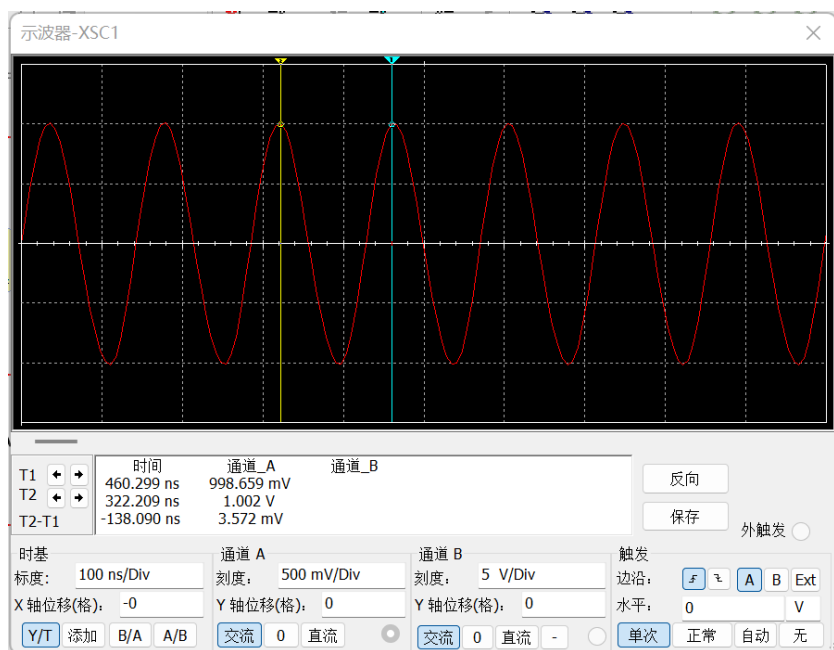 示波器-XSC1
时间 通道_A 通道_B
T1 460.299 ns 998.659 mV
T2 322.209 ns 1.002 V
T2-T1 -138.090 ns 3.572 mV
反向
保存
外触发
时基 通道 A 通道 B 触发
标度: 100 ns/Div 刻度: 500 mV/Div 刻度: 5 V/Div 边沿: A B Ext
X 轴位移(格): -0 Y 轴位移(格): 0 Y 轴位移(格): 0 水平: 0 V
Y/T 添加 B/A A/B 交流 0 直流 交流 0 直流 - 单次 正常 自动 无